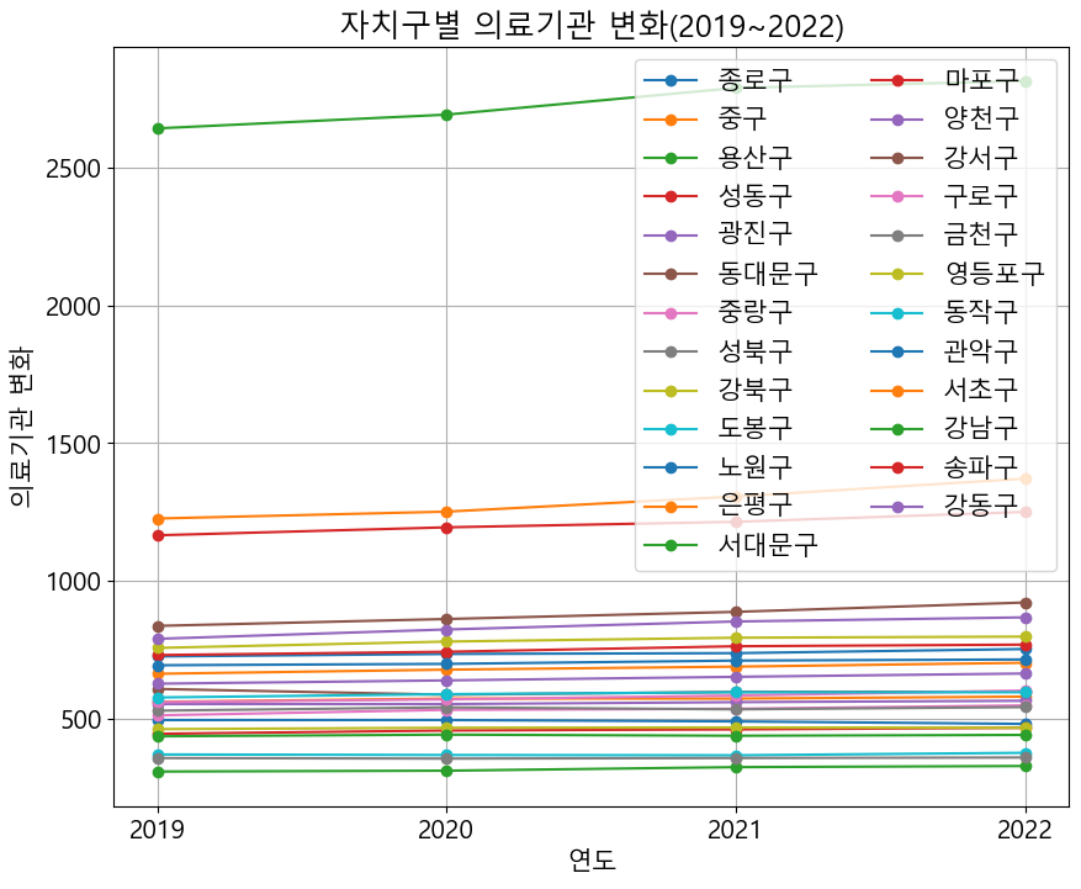 자치구별 의료기관 변화(2019~2022)
종로구 마포구
중구 양천구
용산구 강서구
성동구 구로구
광진구 금천구
동대문구 영등포구
중랑구 동작구
성북구 관악구
강북구 서초구
도봉구 강남구
노원구 송파구
은평구 강동구
서대문구
의료기관 변화
2500
2000
1500
1000
500
2019 2020 2021 2022
연도